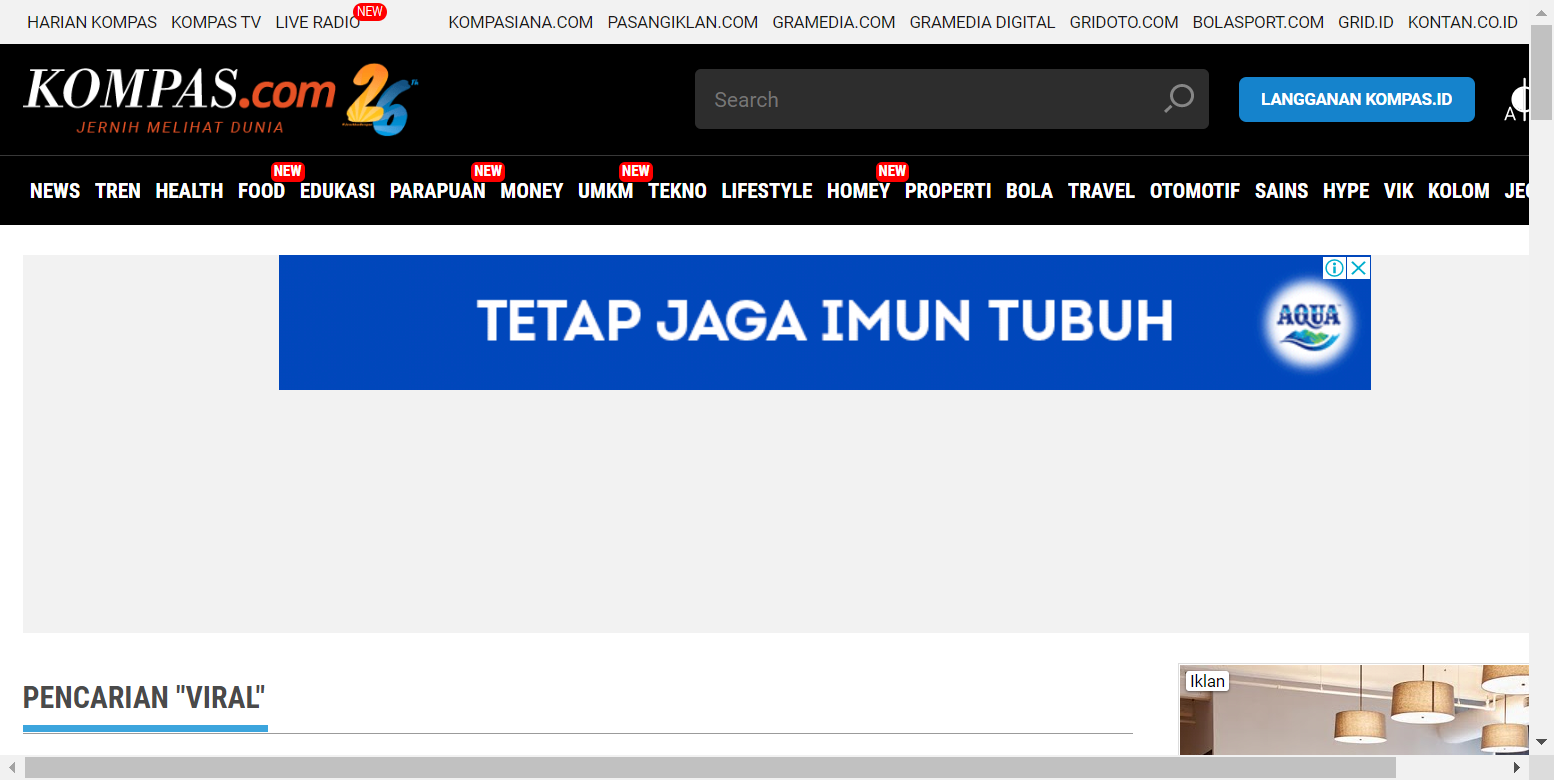 HARIAN KOMPAS KOMPAS TV LIVE RADIO NEW KOMPASIANA.COM PASANGIKLAN.COM GRAMEDIA.COM GRAMEDIA DIGITAL GRIDOTO.COM BOLASPORT.COM GRID.ID KONTAN.CO.ID
KOMPAS.com 26th
JERNIH MELIHAT DUNIA
Search
LANGGANAN KOMPAS.ID
A
NEW NEW NEW NEW
NEWS TREN HEALTH FOOD EDUKASI PARAPUAN MONEY UMKM TEKNO LIFESTYLE HOMEY PROPERTI BOLA TRAVEL OTOMOTIF SAINS HYPE VIK KOLOM
TETAP JAGA IMUN TUBUH
AQUA
PENCARIAN "VIRAL"
Iklan